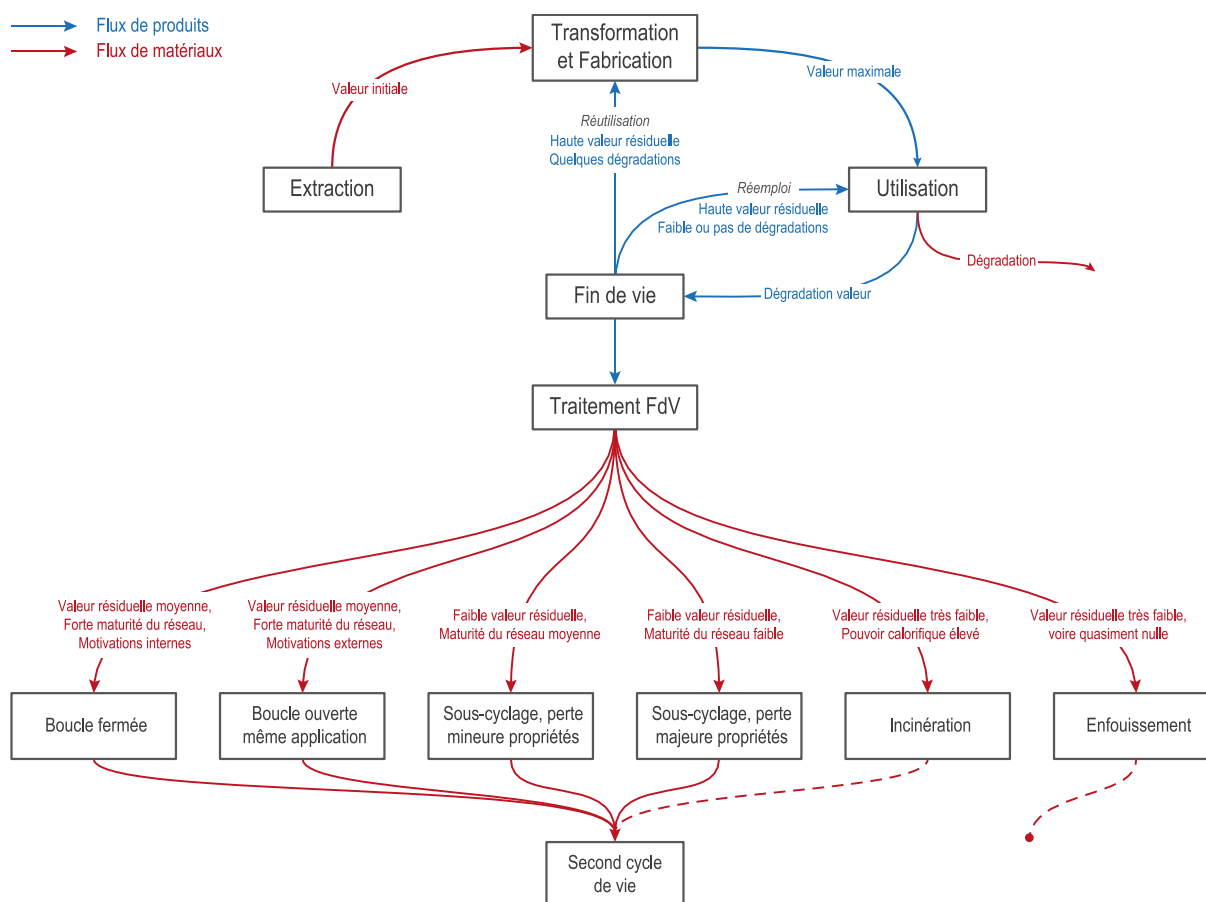 Flux de produits
Flux de matériaux
Transformation
et Fabrication
Valeur initiale
Valeur maximale
Réutilisation
Haute valeur résiduelle
Quelques dégradations
Extraction
Utilisation
Réemploi
Haute valeur résiduelle
Faible ou pas de dégradations
Dégradation
Fin de vie
Dégradation valeur
Traitement FdV
Valeur résiduelle moyenne,
Forte maturité du réseau,
Motivations internes
Valeur résiduelle moyenne,
Forte maturité du réseau,
Motivations externes
Faible valeur résiduelle,
Maturité du réseau moyenne
Faible valeur résiduelle,
Maturité du réseau faible
Valeur résiduelle très faible,
Pouvoir calorifique élevé
Valeur résiduelle très faible,
voire quasiment nulle
Boucle fermée
Boucle ouverte
même application
Sous-cyclage, perte
mineure propriétés
Sous-cyclage, perte
majeure propriétés
Incinération
Enfouissement
Second cycle
de vie